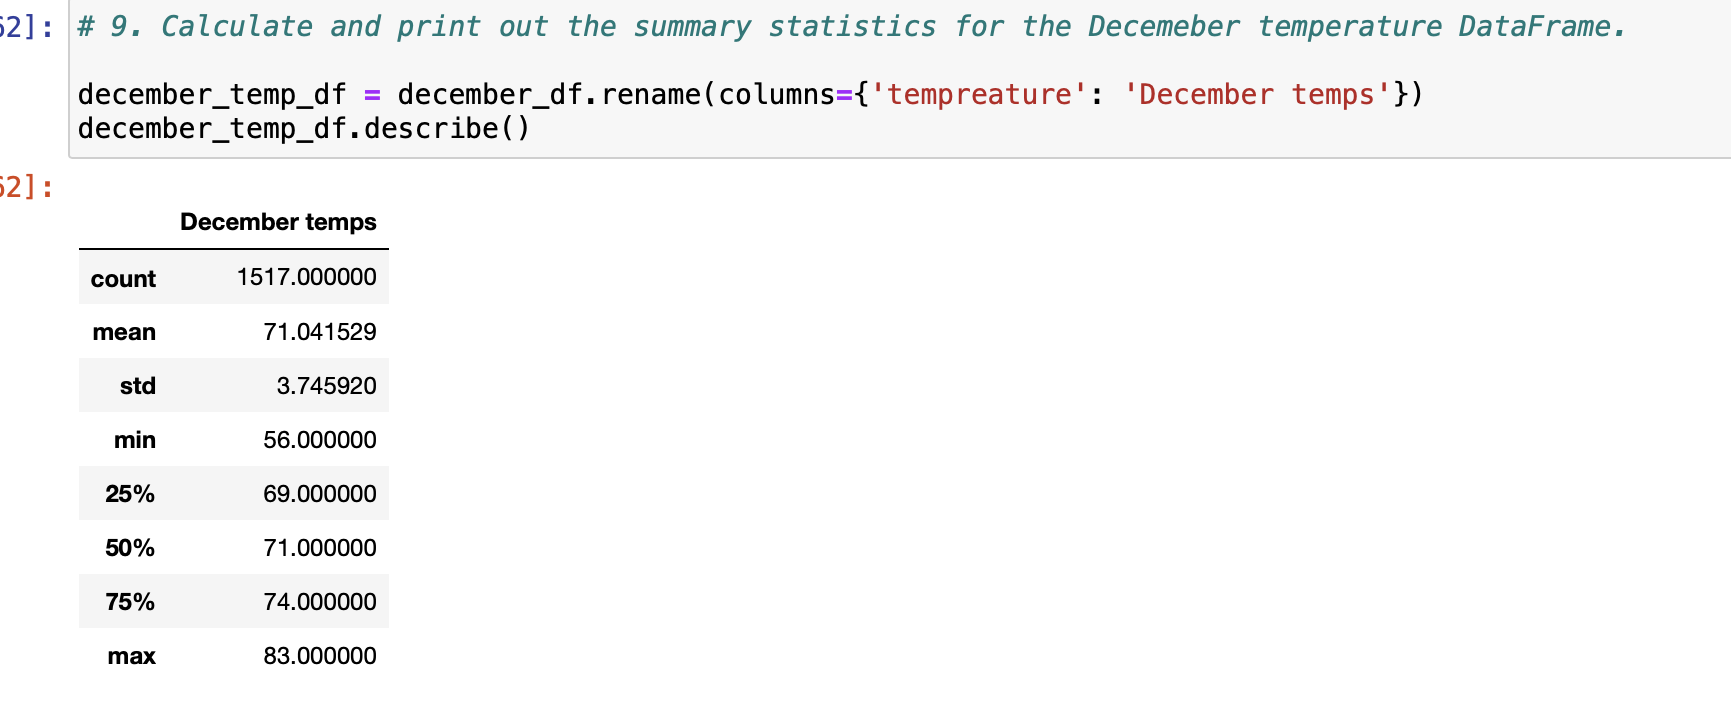 52]: # 9. Calculate and print out the summary statistics for the Decemeber temperature DataFrame.
december_temp_df = december_df.rename(columns={'tempreature': 'December temps'})
december_temp_df.describe()
52]:
December temps
count 1517.000000
mean 71.041529
std 3.745920
min 56.000000
25% 69.000000
50% 71.000000
75% 74.000000
max 83.000000